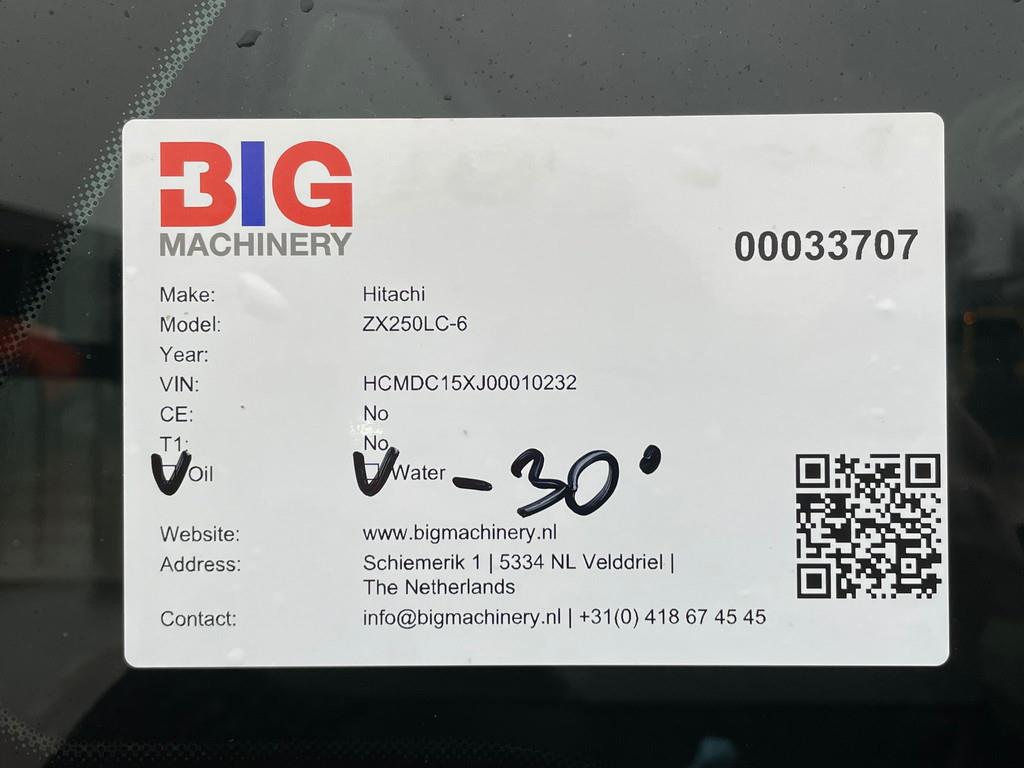 BIG
MACHINERY
00033707
Make: Hitachi
Model: ZX250LC-6
Year:
VIN: HCMDC15XJ00010232
CE: No
T1: No
Oil Water -30°
Website: www.bigmachinery.nl
Address: Schiemerik 1 | 5334 NL Velddriel |
The Netherlands
Contact: info@bigmachinery.nl | +31(0) 418 67 45 45